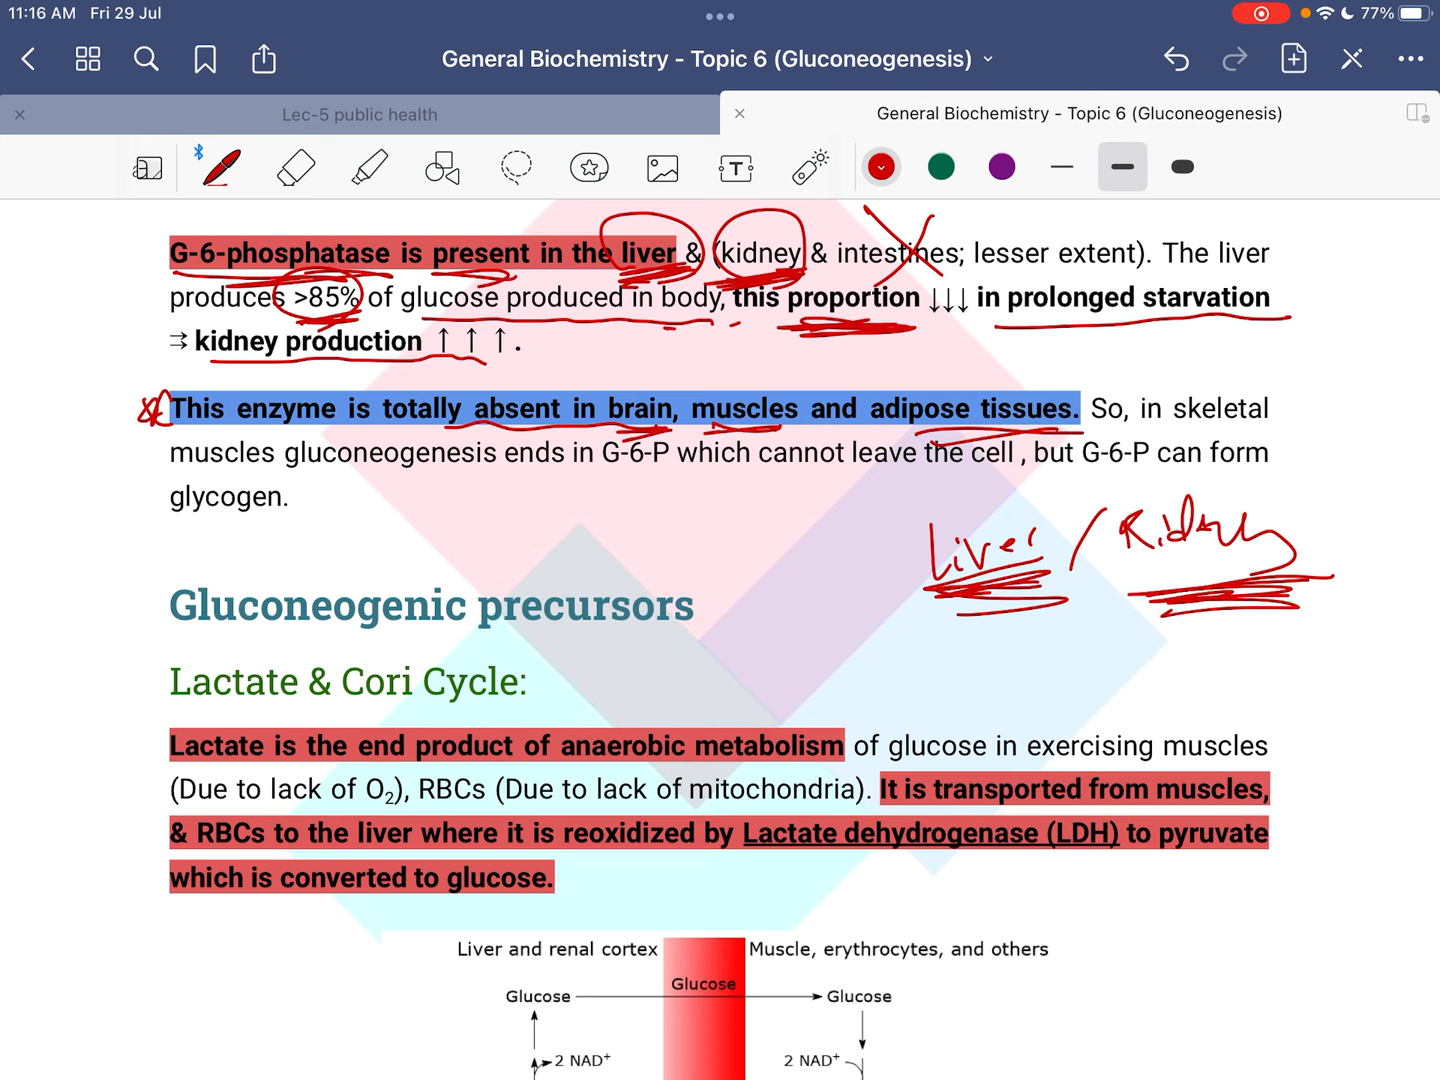 11:16 AM Fri 29 Jul
77%
General Biochemistry - Topic 6 (Gluconeogenesis)
Lec-5 public health
General Biochemistry - Topic 6 (Gluconeogenesis)
G-6-phosphatase is present in the liver & (kidney & intestines; lesser extent). The liver
produces >85% of glucose produced in body, this proportion ↓↓↓ in prolonged starvation
⇉ kidney production ↑ ↑ ↑ .
This enzyme is totally absent in brain, muscles and adipose tissues. So, in skeletal
muscles gluconeogenesis ends in G-6-P which cannot leave the cell , but G-6-P can form
glycogen.
Liver / Kidney
Gluconeogenic precursors
Lactate & Cori Cycle:
Lactate is the end product of anaerobic metabolism of glucose in exercising muscles
(Due to lack of O₂), RBCs (Due to lack of mitochondria). It is transported from muscles,
& RBCs to the liver where it is reoxidized by Lactate dehydrogenase (LDH) to pyruvate
which is converted to glucose.
Liver and renal cortex Muscle, erythrocytes, and others
Glucose Glucose Glucose
2 NAD⁺ 2 NAD⁺